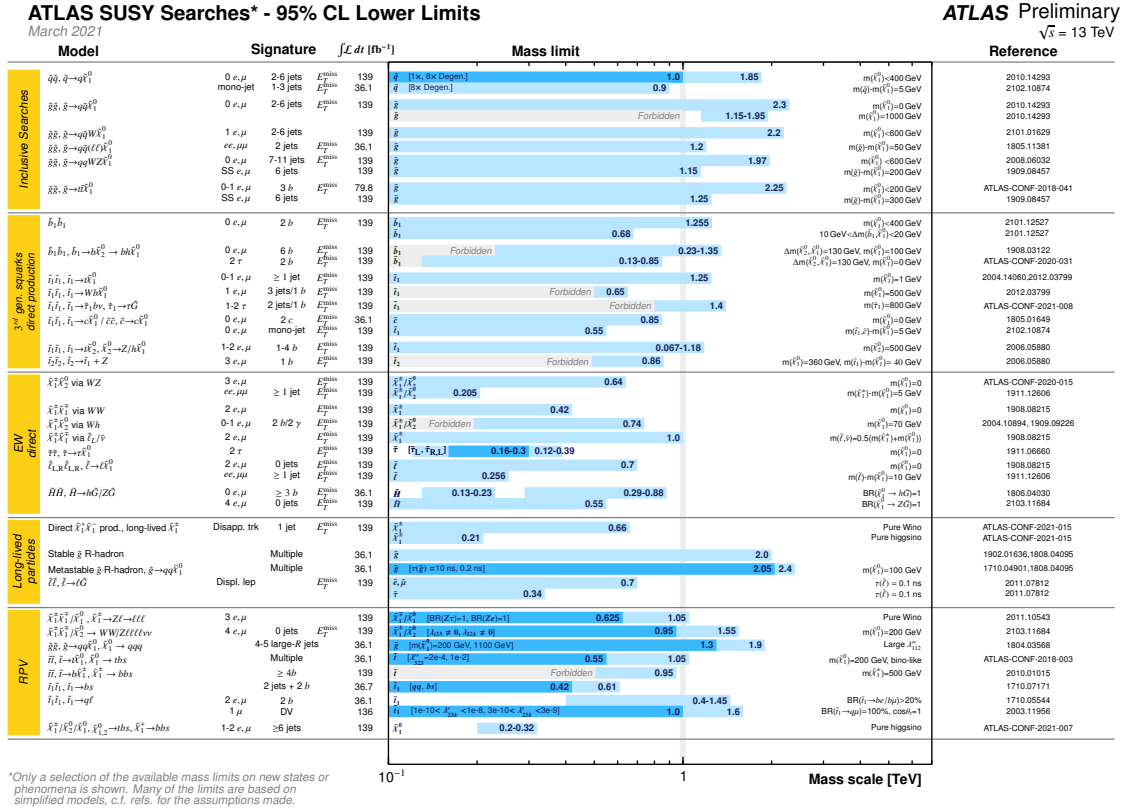 ATLAS SUSY Searches* - 95% CL Lower Limits
March 2021
ATLAS Preliminary
√s = 13 TeV
Model Signature ∫L dt [fb⁻¹] Mass limit Reference
Inclusive Searches
q̃q̃, q̃→qχ̃₁⁰ 0 e,μ 2-6 jets E_T^miss 139 q̃ [1×, 8× Degen.] 1.0 1.85 m(χ̃₁⁰)<400 GeV 2010.14293
mono-jet 1-3 jets E_T^miss 36.1 q̃ [8× Degen.] 0.9 m(q̃)-m(χ̃₁⁰)=5 GeV 2102.10874
g̃g̃, g̃→qq̄χ̃₁⁰ 0 e,μ 2-6 jets E_T^miss 139 g̃ 2.3 m(χ̃₁⁰)=0 GeV 2010.14293
g̃ Forbidden 1.15-1.95 m(χ̃₁⁰)=1000 GeV 2010.14293
g̃g̃, g̃→qq̄Wχ̃₁⁰ 1 e,μ 2-6 jets 139 g̃ 2.2 m(χ̃₁⁰)<600 GeV 2101.01629
g̃g̃, g̃→qq̄(ℓℓ)χ̃₁⁰ ee,μμ 2 jets E_T^miss 36.1 g̃ 1.2 m(g̃)-m(χ̃₁⁰)=50 GeV 1805.11381
g̃g̃, g̃→qqWZχ̃₁⁰ 0 e,μ 7-11 jets E_T^miss 139 g̃ 1.97 m(χ̃₁⁰) <600 GeV 2008.06032
SS e,μ 6 jets 139 g̃ 1.15 m(g̃)-m(χ̃₁⁰)=200 GeV 1909.08457
g̃g̃, g̃→tt̄χ̃₁⁰ 0-1 e,μ 3 b E_T^miss 79.8 g̃ 2.25 m(χ̃₁⁰)<200 GeV ATLAS-CONF-2018-041
SS e,μ 6 jets 139 g̃ 1.25 m(g̃)-m(χ̃₁⁰)=300 GeV 1909.08457
3rd gen. squarks
direct production
b̃₁b̃₁ 0 e,μ 2 b E_T^miss 139 b̃₁ 1.255 m(χ̃₁⁰)<400 GeV 2101.12527
b̃₁ 0.68 10 GeV<Δm(b̃₁,χ̃₁⁰)<20 GeV 2101.12527
b̃₁b̃₁, b̃₁→bχ̃₂⁰ → bhχ̃₁⁰ 0 e,μ 6 b E_T^miss 139 b̃₁ Forbidden 0.23-1.35 Δm(χ̃₂⁰,χ̃₁⁰)=130 GeV, m(χ̃₁⁰)=100 GeV 1908.03122
2 τ 2 b E_T^miss 139 b̃₁ 0.13-0.85 Δm(χ̃₂⁰,χ̃₁⁰)=130 GeV, m(χ̃₁⁰)=0 GeV ATLAS-CONF-2020-031
t̃₁t̃₁, t̃₁→tχ̃₁⁰ 0-1 e,μ ≥ 1 jet E_T^miss 139 t̃₁ 1.25 m(χ̃₁⁰)=1 GeV 2004.14060,2012.03799
t̃₁t̃₁, t̃₁→Wbχ̃₁⁰ 1 e,μ 3 jets/1 b E_T^miss 139 t̃₁ Forbidden 0.65 m(χ̃₁⁰)=500 GeV 2012.03799
t̃₁t̃₁, t̃₁→τ̃₁bν, τ̃₁→τG̃ 1-2 τ 2 jets/1 b E_T^miss 139 t̃₁ Forbidden 1.4 m(τ̃₁)=800 GeV ATLAS-CONF-2021-008
t̃₁t̃₁, t̃₁→cχ̃₁⁰ / c̃c̃, c̃→cχ̃₁⁰ 0 e,μ 2 c E_T^miss 36.1 c̃ 0.85 m(χ̃₁⁰)=0 GeV 1805.01649
0 e,μ mono-jet E_T^miss 139 t̃₁ 0.55 m(t̃₁,c̃)-m(χ̃₁⁰)=5 GeV 2102.10874
t̃₁t̃₁, t̃₁→tχ̃₂⁰, χ̃₂⁰→Z/hχ̃₁⁰ 1-2 e,μ 1-4 b E_T^miss 139 t̃₁ 0.067-1.18 m(χ̃₂⁰)=500 GeV 2006.05880
t̃₂t̃₂, t̃₂→t̃₁ + Z 3 e,μ 1 b E_T^miss 139 t̃₂ Forbidden 0.86 m(χ̃₁⁰)=360 GeV, m(t̃₁)-m(χ̃₁⁰)= 40 GeV 2006.05880
EW
direct
χ̃₁±χ̃₂⁰ via WZ 3 e,μ E_T^miss 139 χ̃₁±/χ̃₂⁰ 0.64 m(χ̃₁⁰)=0 ATLAS-CONF-2020-015
ee,μμ ≥ 1 jet E_T^miss 139 χ̃₁±/χ̃₂⁰ 0.205 m(χ̃₁±)-m(χ̃₁⁰)=5 GeV 1911.12606
χ̃₁±χ̃₁∓ via WW 2 e,μ E_T^miss 139 χ̃₁± 0.42 m(χ̃₁⁰)=0 1908.08215
χ̃₁±χ̃₂⁰ via Wh 0-1 e,μ 2 b/2 γ E_T^miss 139 χ̃₁±/χ̃₂⁰ Forbidden 0.74 m(χ̃₁⁰)=70 GeV 2004.10894, 1909.09226
χ̃₁±χ̃₁∓ via ℓ̃_L/ν̃ 2 e,μ E_T^miss 139 χ̃₁± 1.0 m(ℓ̃,ν̃)=0.5(m(χ̃₁±)+m(χ̃₁⁰)) 1908.08215
τ̃τ̃, τ̃→τχ̃₁⁰ 2 τ E_T^miss 139 τ̃ [τ̃_L, τ̃_R,L] 0.16-0.3 0.12-0.39 m(χ̃₁⁰)=0 1911.06660
ℓ̃_L,Rℓ̃_L,R, ℓ̃→ℓχ̃₁⁰ 2 e,μ 0 jets E_T^miss 139 ℓ̃ 0.7 m(χ̃₁⁰)=0 1908.08215
ee,μμ ≥ 1 jet E_T^miss 139 ℓ̃ 0.256 m(ℓ̃)-m(χ̃₁⁰)=10 GeV 1911.12606
H̃H̃, H̃→hG̃/ZG̃ 0 e,μ ≥ 3 b E_T^miss 36.1 H̃ 0.13-0.23 0.29-0.88 BR(χ̃₁⁰ → hG̃)=1 1806.04030
4 e,μ 0 jets E_T^miss 139 H̃ 0.55 BR(χ̃₁⁰ → ZG̃)=1 2103.11684
Long-lived
particles
Direct χ̃₁⁺χ̃₁⁻ prod., long-lived χ̃₁± Disapp. trk 1 jet E_T^miss 139 χ̃₁± 0.66 Pure Wino ATLAS-CONF-2021-015
χ̃₁± 0.21 Pure higgsino ATLAS-CONF-2021-015
Stable g̃ R-hadron Multiple 36.1 g̃ 2.0 1902.01636,1808.04095
Metastable g̃ R-hadron, g̃→qqχ̃₁⁰ Multiple 36.1 g̃ [τ(g̃) =10 ns, 0.2 ns] 2.05 2.4 m(χ̃₁⁰)=100 GeV 1710.04901,1808.04095
ℓ̃ℓ̃, ℓ̃→ℓG̃ Displ. lep E_T^miss 139 ẽ, μ̃ 0.7 τ(ℓ̃) = 0.1 ns 2011.07812
τ̃ 0.34 τ(ℓ̃) = 0.1 ns 2011.07812
RPV
χ̃₁±χ̃₁∓/χ̃₁⁰, χ̃₁±→Zℓ→ℓℓℓ 3 e,μ 139 χ̃₁∓/χ̃₁⁰ [BR(Zτ)=1, BR(Ze)=1] 0.625 1.05 Pure Wino 2011.10543
χ̃₁±χ̃₁∓/χ̃₂⁰ → WW/Zℓℓℓℓνν 4 e,μ 0 jets E_T^miss 139 χ̃₁±/χ̃₂⁰ [λ_i33 ≠ 0, λ_12k ≠ 0] 0.95 1.55 m(χ̃₁⁰)=200 GeV 2103.11684
g̃g̃, g̃→qqχ̃₁⁰, χ̃₁⁰ → qqq 4-5 large-R jets 36.1 g̃ [m(χ̃₁⁰)=200 GeV, 1100 GeV] 1.3 1.9 Large λ″₁₁₂ 1804.03568
t̃t̃, t̃→tχ̃₁⁰, χ̃₁⁰ → tbs Multiple 36.1 t̃ [λ″₃₂₃=2e-4, 1e-2] 0.55 1.05 m(χ̃₁⁰)=200 GeV, bino-like ATLAS-CONF-2018-003
t̃t̃, t̃→bχ̃₁±, χ̃₁± → bbs ≥ 4b 139 t̃ Forbidden 0.95 m(χ̃₁±)=500 GeV 2010.01015
t̃₁t̃₁, t̃₁→bs 2 jets + 2 b 36.7 t̃₁ [qq, bs] 0.42 0.61 1710.07171
t̃₁t̃₁, t̃₁→qℓ 2 e,μ 2 b 36.1 t̃₁ 0.4-1.45 BR(t̃₁→be/bμ)>20% 1710.05544
1 μ DV 136 t̃₁ [1e-10< λ′₂₃ₖ <1e-8, 3e-10< λ′₂₃ₖ <3e-9] 1.0 1.6 BR(t̃₁→qμ)=100%, cosθₜ=1 2003.11956
χ̃₁±/χ̃₂⁰/χ̃₁⁰, χ̃₁,₂⁰→tbs, χ̃₁⁺→bbs 1-2 e,μ ≥6 jets 139 χ̃₁⁰ 0.2-0.32 Pure higgsino ATLAS-CONF-2021-007
10⁻¹ 1 Mass scale [TeV]
*Only a selection of the available mass limits on new states or
phenomena is shown. Many of the limits are based on
simplified models, c.f. refs. for the assumptions made.